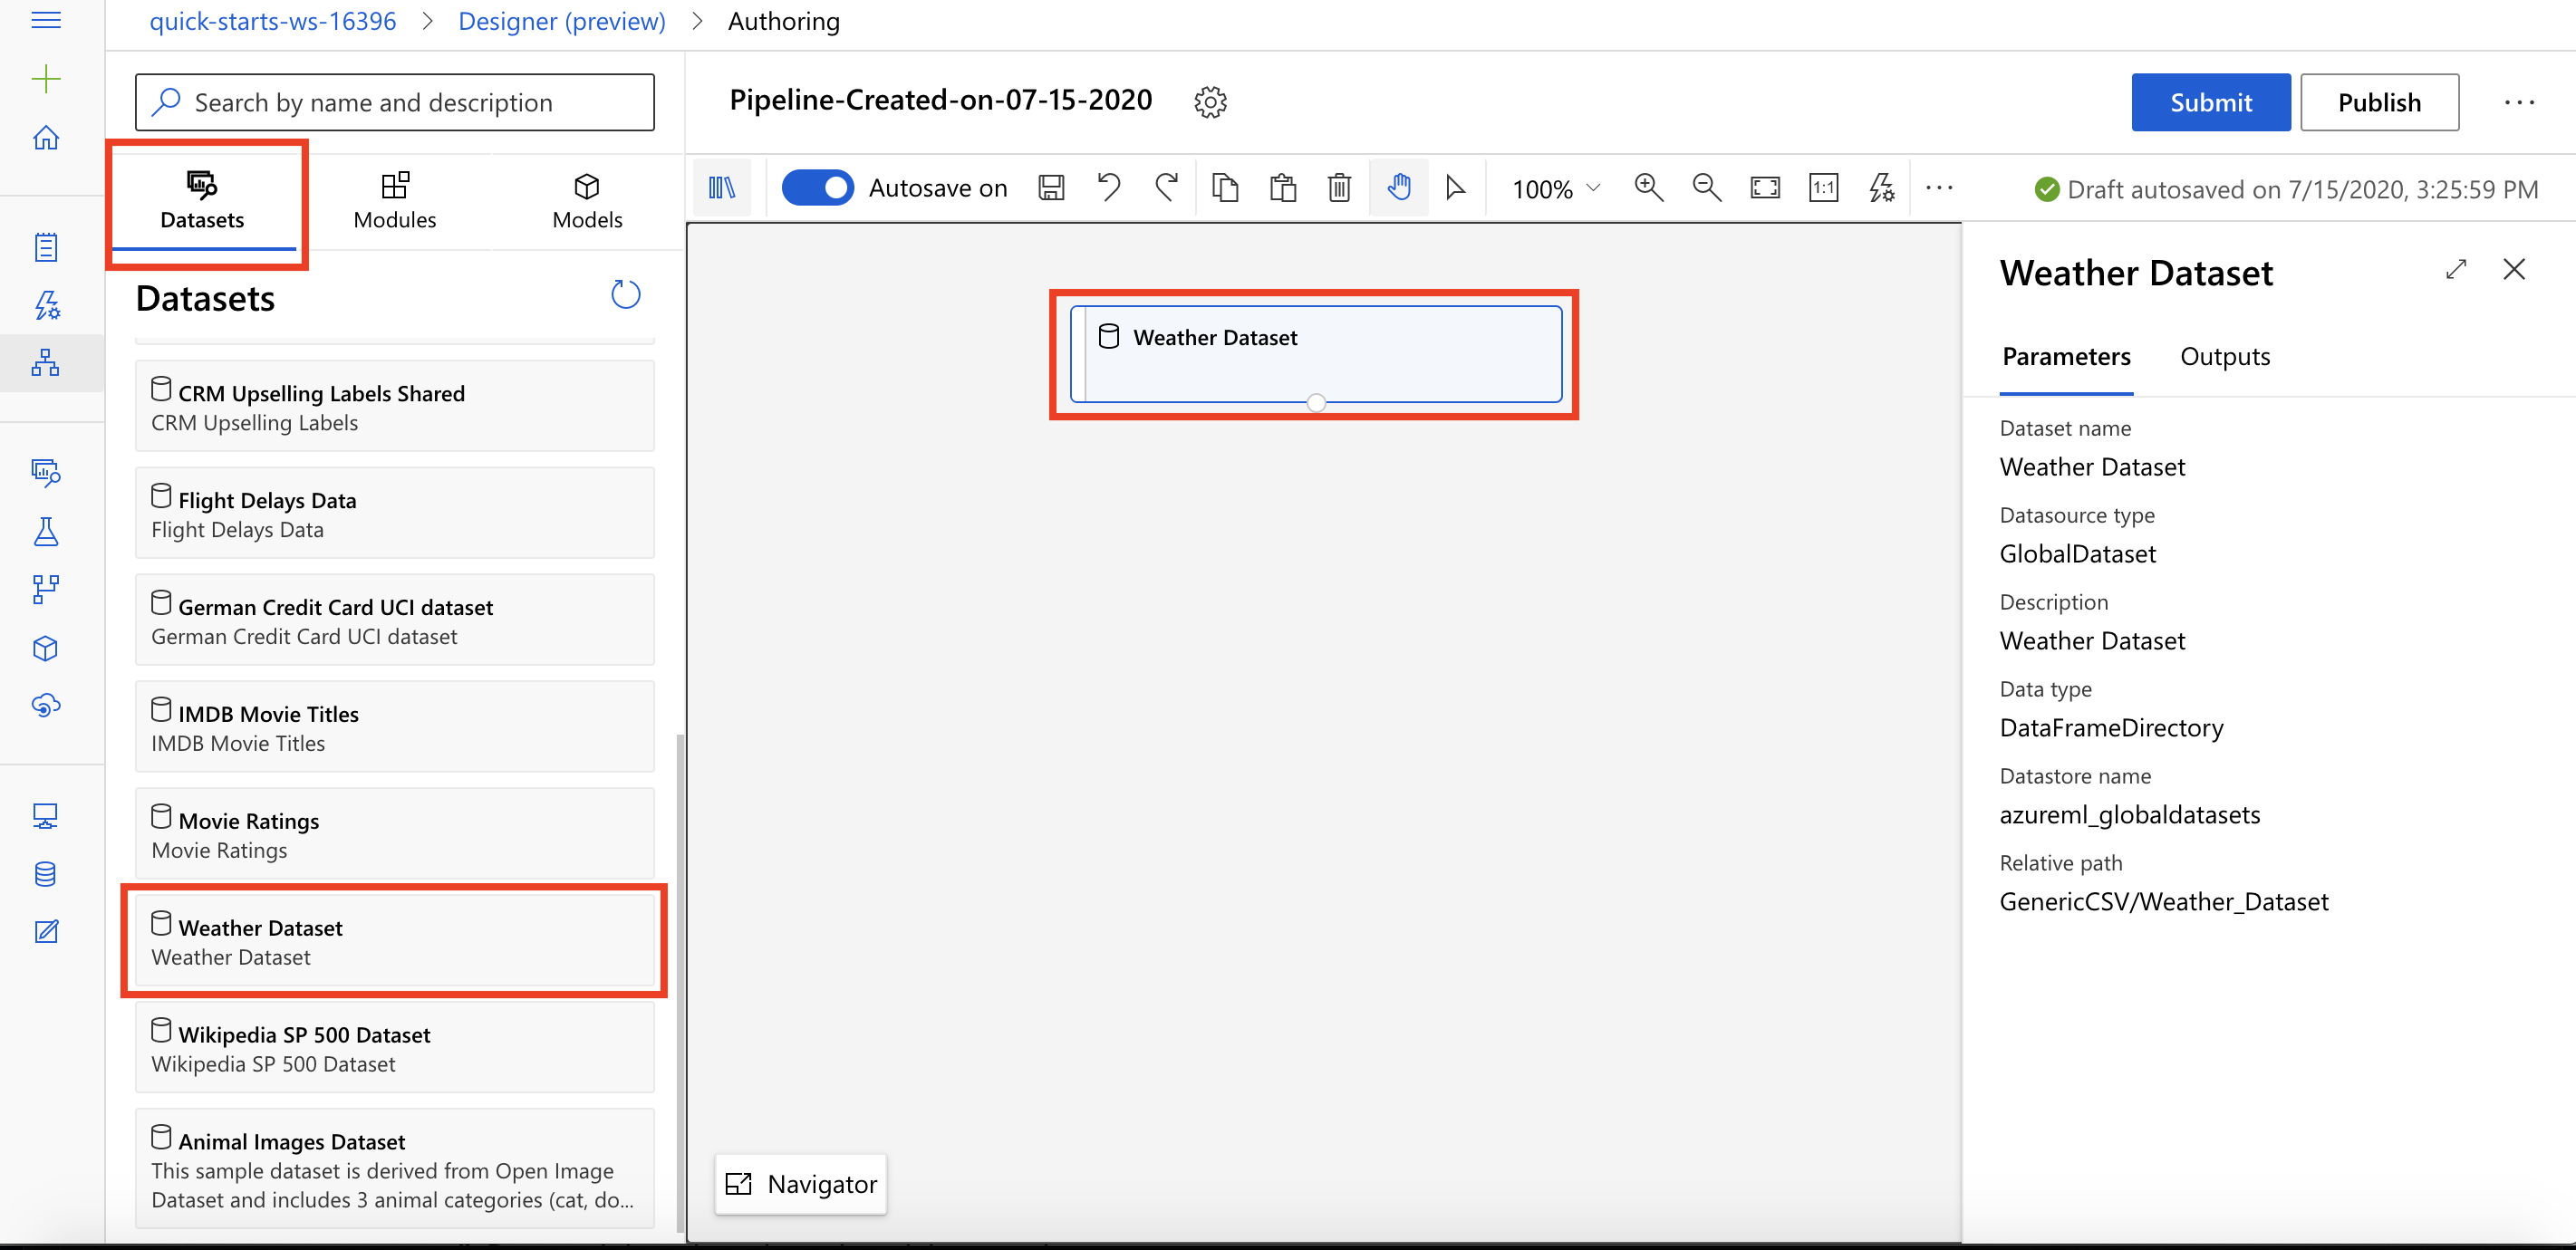 quick-starts-ws-16396 > Designer (preview) > Authoring
Search by name and description
Datasets
Modules
Models
Datasets
CRM Upselling Labels Shared
CRM Upselling Labels
Flight Delays Data
Flight Delays Data
German Credit Card UCI dataset
German Credit Card UCI dataset
IMDB Movie Titles
IMDB Movie Titles
Movie Ratings
Movie Ratings
Weather Dataset
Weather Dataset
Wikipedia SP 500 Dataset
Wikipedia SP 500 Dataset
Animal Images Dataset
This sample dataset is derived from Open Image
Dataset and includes 3 animal categories (cat, do...
Pipeline-Created-on-07-15-2020
Submit
Publish
Autosave on
100%
1:1
Draft autosaved on 7/15/2020, 3:25:59 PM
Weather Dataset
Navigator
Weather Dataset
Parameters
Outputs
Dataset name
Weather Dataset
Datasource type
GlobalDataset
Description
Weather Dataset
Data type
DataFrameDirectory
Datastore name
azureml_globaldatasets
Relative path
GenericCSV/Weather_Dataset